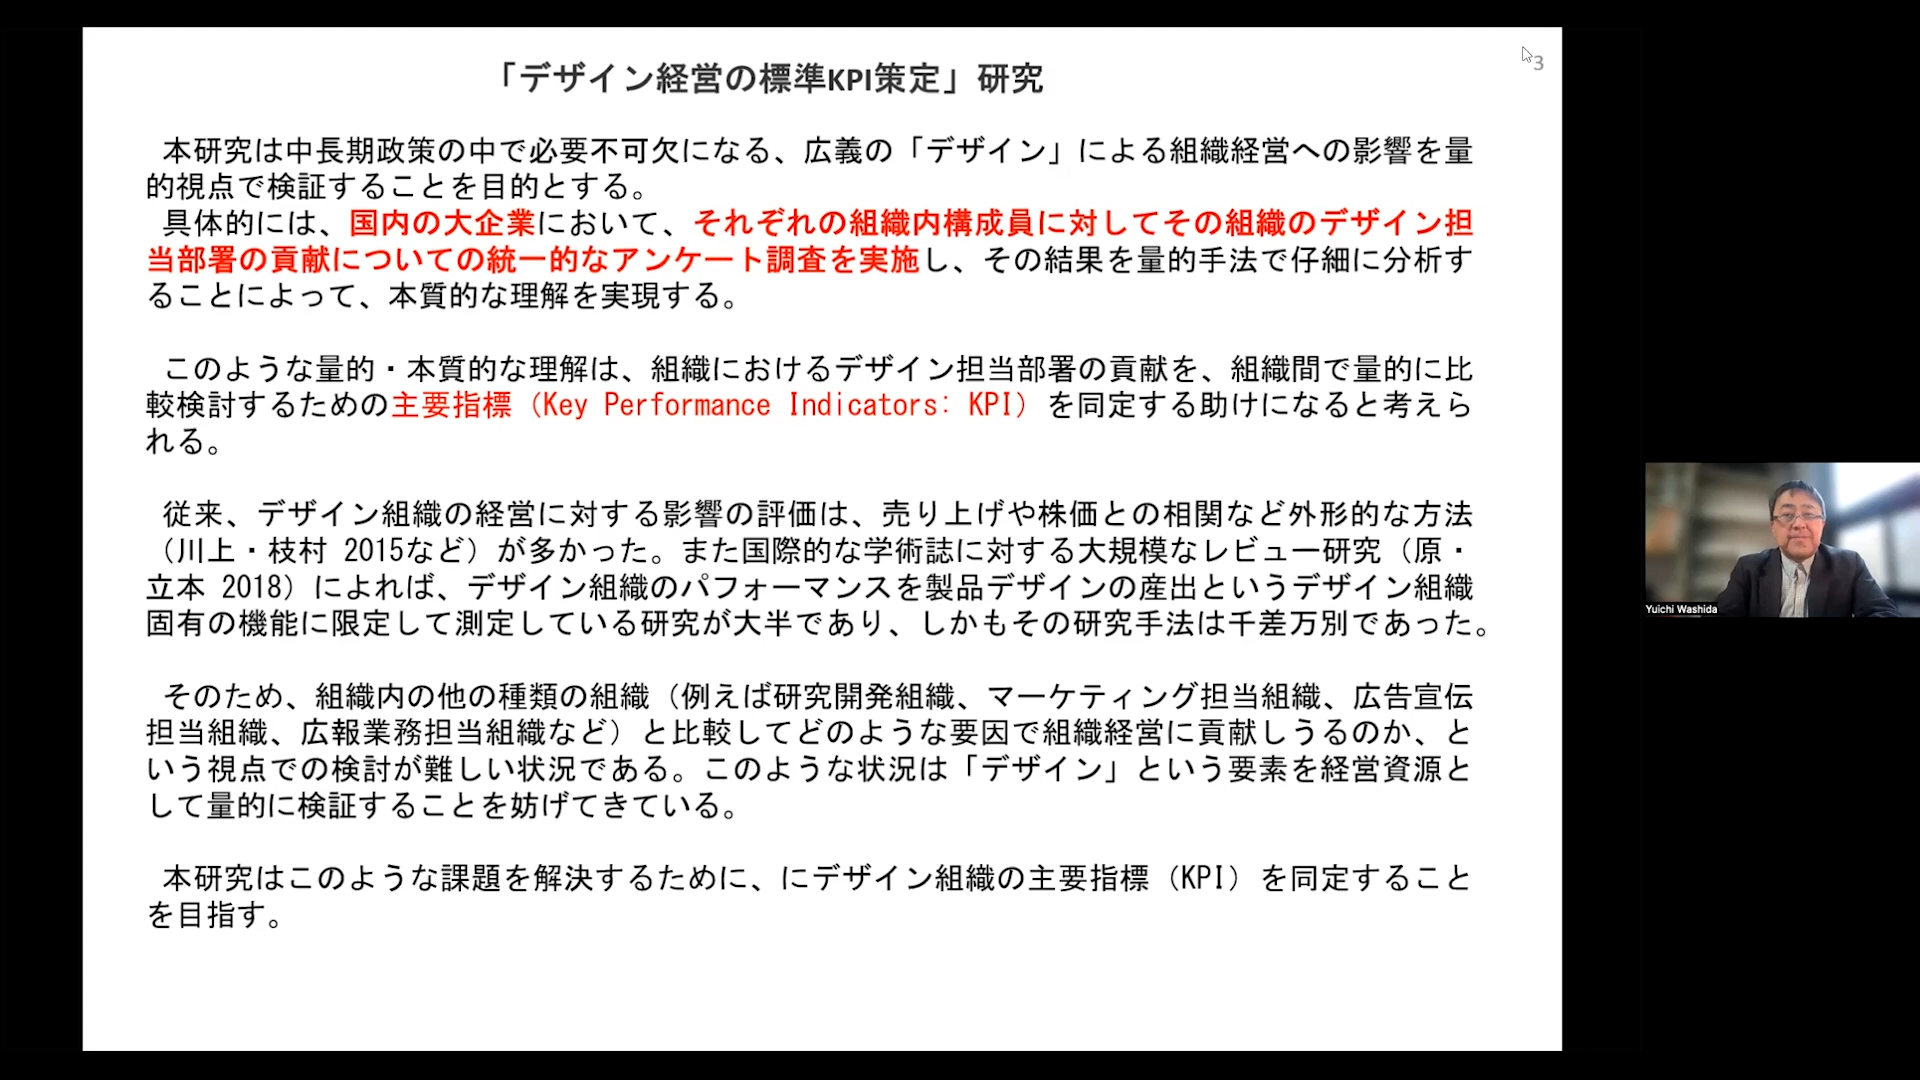 3
「デザイン経営の標準KPI策定」研究
本研究は中長期政策の中で必要不可欠になる、広義の「デザイン」による組織経営への影響を量
的視点で検証することを目的とする。
具体的には、国内の大企業において、それぞれの組織内構成員に対してその組織のデザイン担
当部署の貢献についての統一的なアンケート調査を実施し、その結果を量的手法で仔細に分析す
ることによって、本質的な理解を実現する。
このような量的・本質的な理解は、組織におけるデザイン担当部署の貢献を、組織間で量的に比
較検討するための主要指標（Key Performance Indicators: KPI）を同定する助けになると考えら
れる。
従来、デザイン組織の経営に対する影響の評価は、売り上げや株価との相関など外形的な方法
（川上・枝村 2015など）が多かった。また国際的な学術誌に対する大規模なレビュー研究（原・
立本 2018）によれば、デザイン組織のパフォーマンスを製品デザインの産出というデザイン組織
固有の機能に限定して測定している研究が大半であり、しかもその研究手法は千差万別であった。
そのため、組織内の他の種類の組織（例えば研究開発組織、マーケティング担当組織、広告宣伝
担当組織、広報業務担当組織など）と比較してどのような要因で組織経営に貢献しうるのか、と
いう視点での検討が難しい状況である。このような状況は「デザイン」という要素を経営資源と
して量的に検証することを妨げてきている。
本研究はこのような課題を解決するために、にデザイン組織の主要指標（KPI）を同定すること
を目指す。
Yuichi Washida